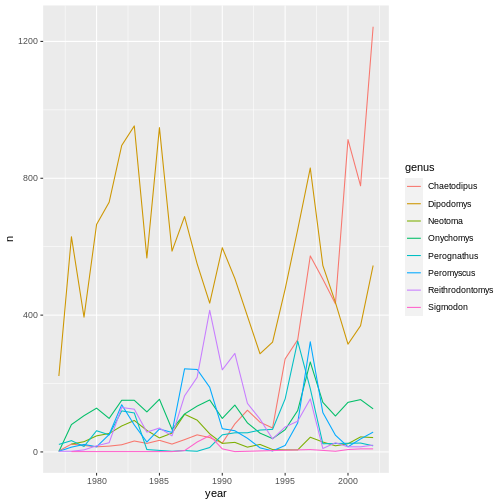 1200
800
400
0
n
1980
1985
1990
1995
2000
year
genus
Chaetodipus
Dipodomys
Neotoma
Onychomys
Perognathus
Peromyscus
Reithrodontomys
Sigmodon